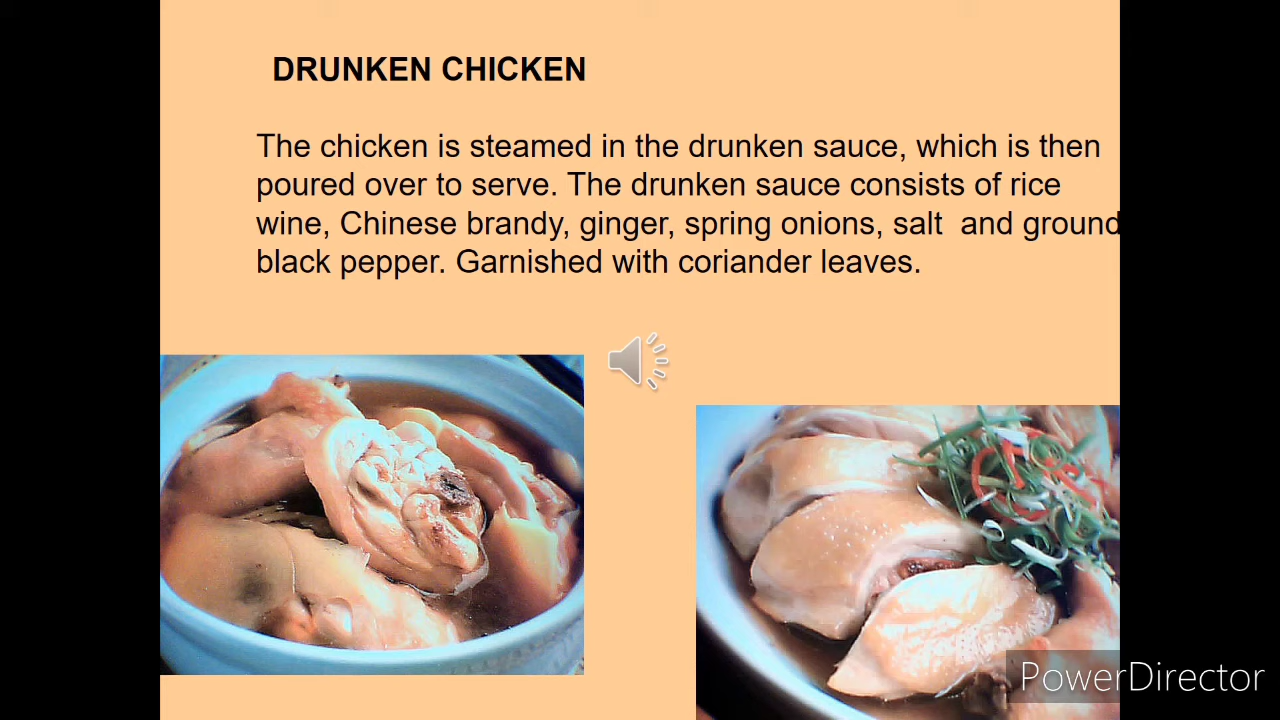 DRUNKEN CHICKEN
The chicken is steamed in the drunken sauce, which is then
poured over to serve. The drunken sauce consists of rice
wine, Chinese brandy, ginger, spring onions, salt  and ground
black pepper. Garnished with coriander leaves.
PowerDirector